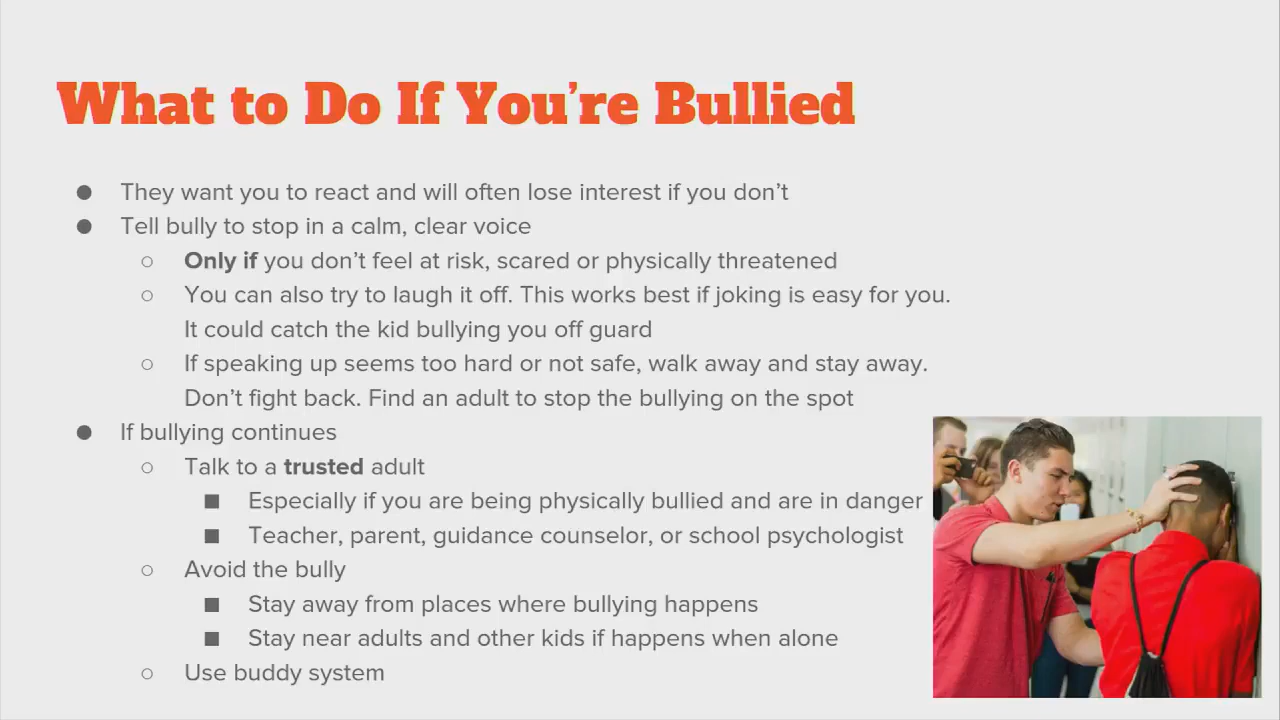 What to Do If You're Bullied
● They want you to react and will often lose interest if you don't
● Tell bully to stop in a calm, clear voice
○ Only if you don't feel at risk, scared or physically threatened
○ You can also try to laugh it off. This works best if joking is easy for you.
It could catch the kid bullying you off guard
○ If speaking up seems too hard or not safe, walk away and stay away.
Don't fight back. Find an adult to stop the bullying on the spot
● If bullying continues
○ Talk to a trusted adult
■ Especially if you are being physically bullied and are in danger
■ Teacher, parent, guidance counselor, or school psychologist
○ Avoid the bully
■ Stay away from places where bullying happens
■ Stay near adults and other kids if happens when alone
○ Use buddy system